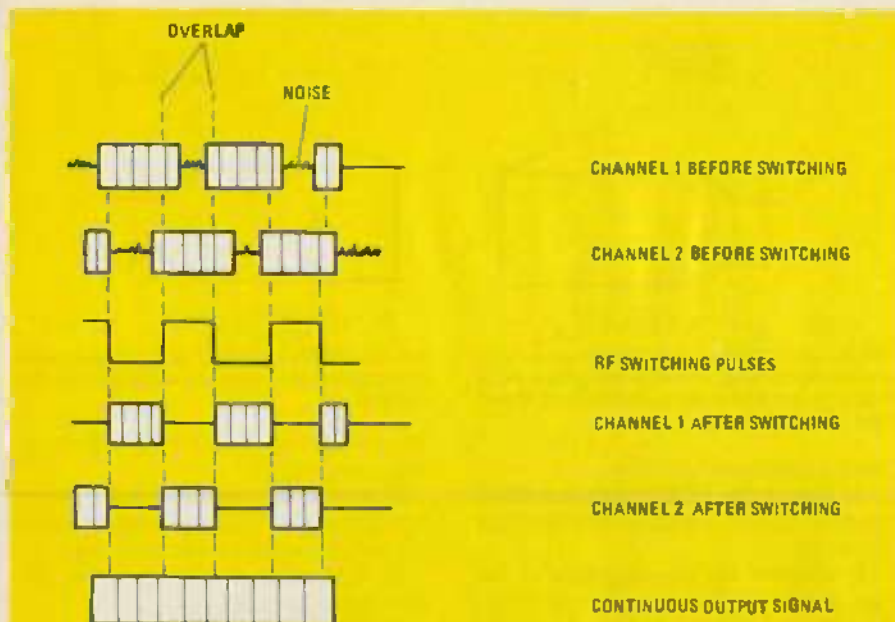 OVERLAP
NOISE
CHANNEL 1 BEFORE SWITCHING
CHANNEL 2 BEFORE SWITCHING
RF SWITCHING PULSES
CHANNEL 1 AFTER SWITCHING
CHANNEL 2 AFTER SWITCHING
CONTINUOUS OUTPUT SIGNAL